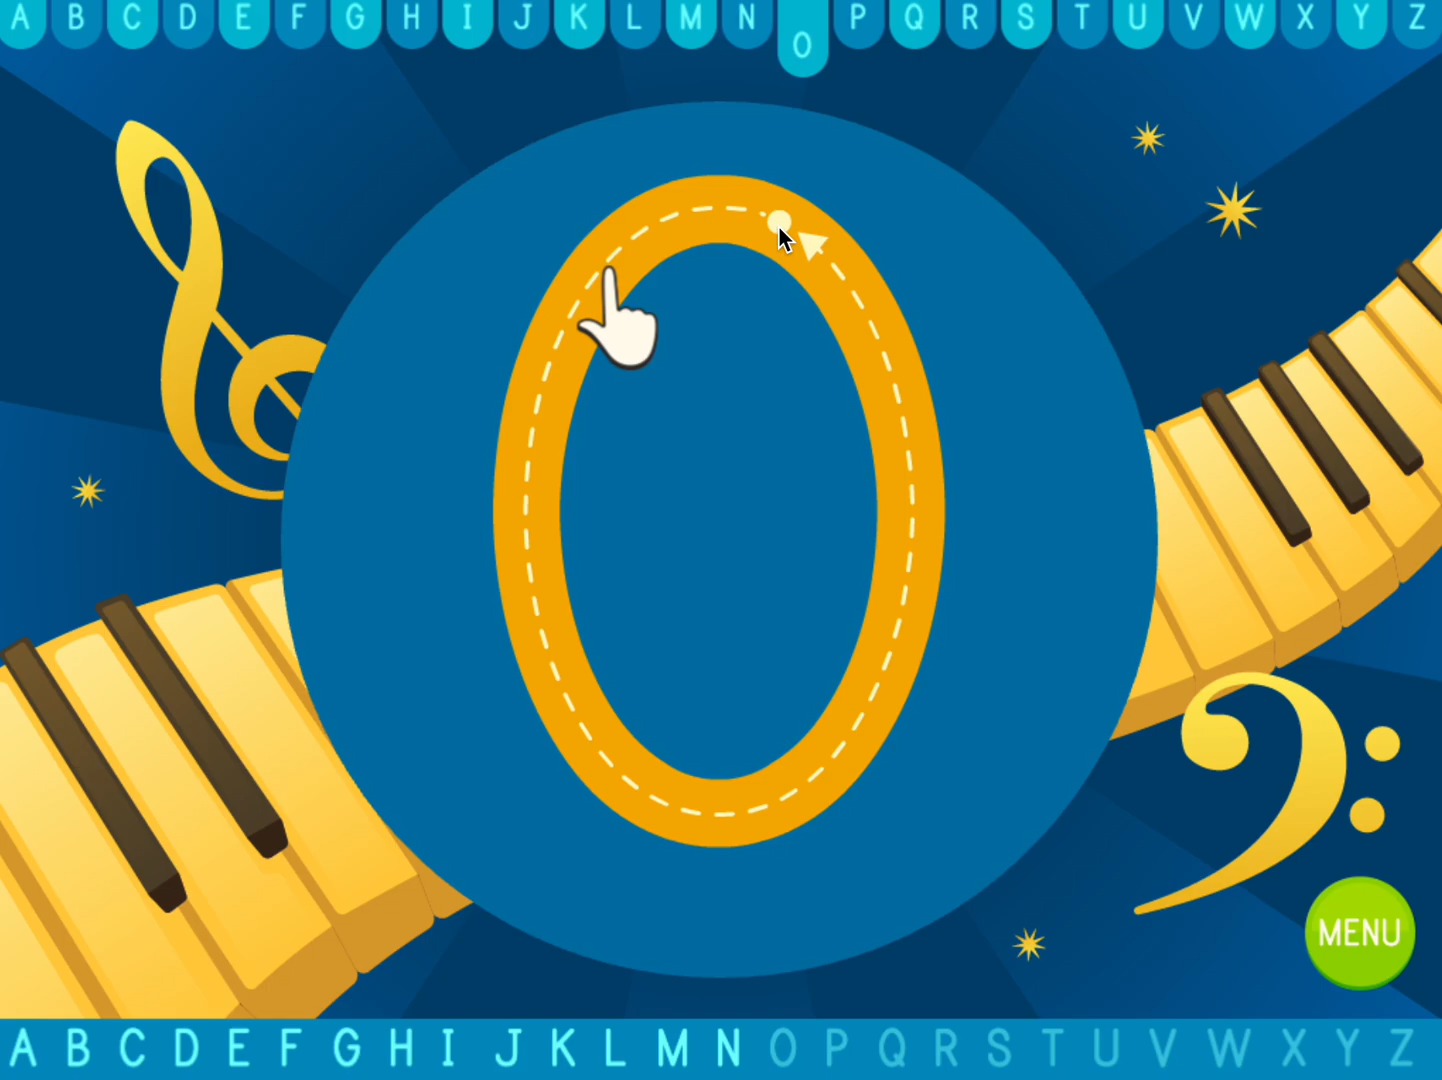 A B C D E F G H I J K L M N O P Q R S T U V W X Y Z
O
MENU
A B C D E F G H I J K L M N O P Q R S T U V W X Y Z